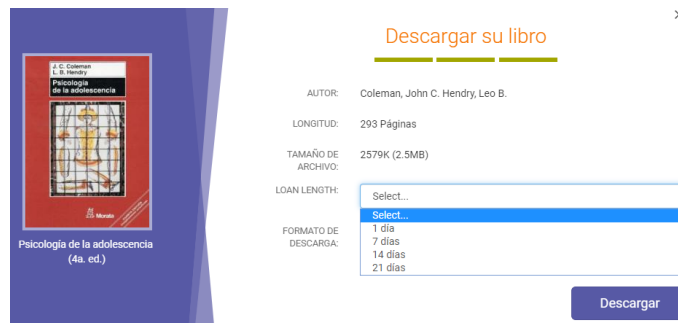 Descargar su libro
J. C. Coleman
L. B. Hendry
Psicología
de la adolescencia
Morata
Psicología de la adolescencia
(4a. ed.)
AUTOR: Coleman, John C. Hendry, Leo B.
LONGITUD: 293 Páginas
TAMAÑO DE
ARCHIVO:
2579K (2.5MB)
LOAN LENGTH: Select...
Select...
1 día
7 días
14 días
21 días
FORMATO DE
DESCARGA:
Descargar